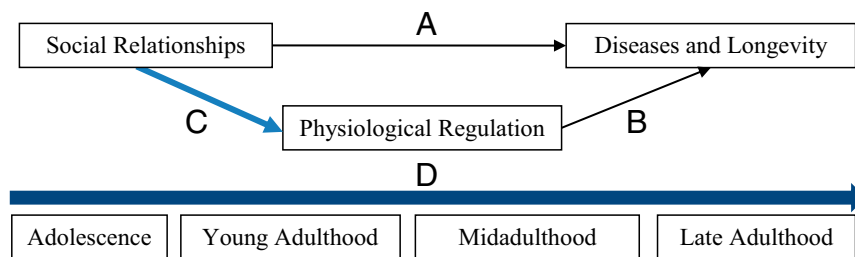 A
Social Relationships
Diseases and Longevity
C
Physiological Regulation
B
D
Adolescence
Young Adulthood
Midadulthood
Late Adulthood